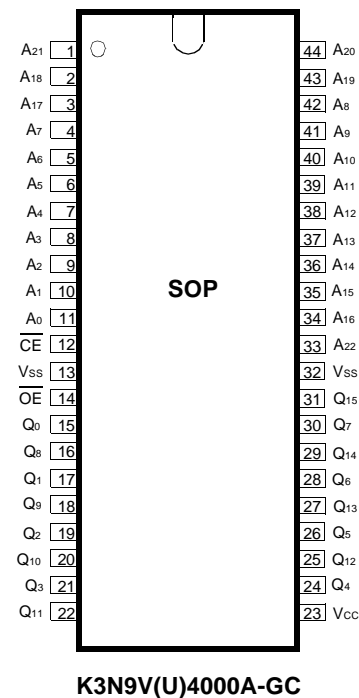 A21 1 44 A20
A18 2 43 A19
A17 3 42 A8
A7 4 41 A9
A6 5 40 A10
A5 6 39 A11
A4 7 38 A12
A3 8 37 A13
A2 9 36 A14
A1 10 SOP 35 A15
A0 11 34 A16
CE 12 33 A22
VSS 13 32 VSS
OE 14 31 Q15
Q0 15 30 Q7
Q8 16 29 Q14
Q1 17 28 Q6
Q9 18 27 Q13
Q2 19 26 Q5
Q10 20 25 Q12
Q3 21 24 Q4
Q11 22 23 VCC
K3N9V(U)4000A-GC